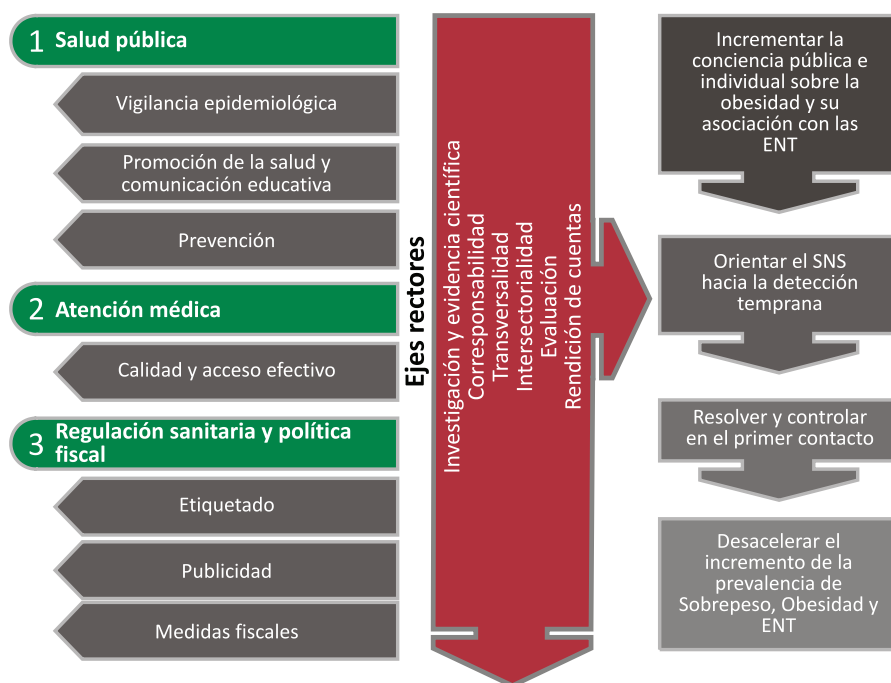 1 Salud pública
Vigilancia epidemiológica
Promoción de la salud y
comunicación educativa
Prevención
2 Atención médica
Calidad y acceso efectivo
3 Regulación sanitaria y política
fiscal
Etiquetado
Publicidad
Medidas fiscales
Ejes rectores
Investigación y evidencia científica
Corresponsabilidad
Transversalidad
Intersectorialidad
Evaluación
Rendición de cuentas
Incrementar la
conciencia pública e
individual sobre la
obesidad y su
asociación con las
ENT
Orientar el SNS
hacia la detección
temprana
Resolver y controlar
en el primer contacto
Desacelerar el
incremento de la
prevalencia de
Sobrepeso, Obesidad y
ENT